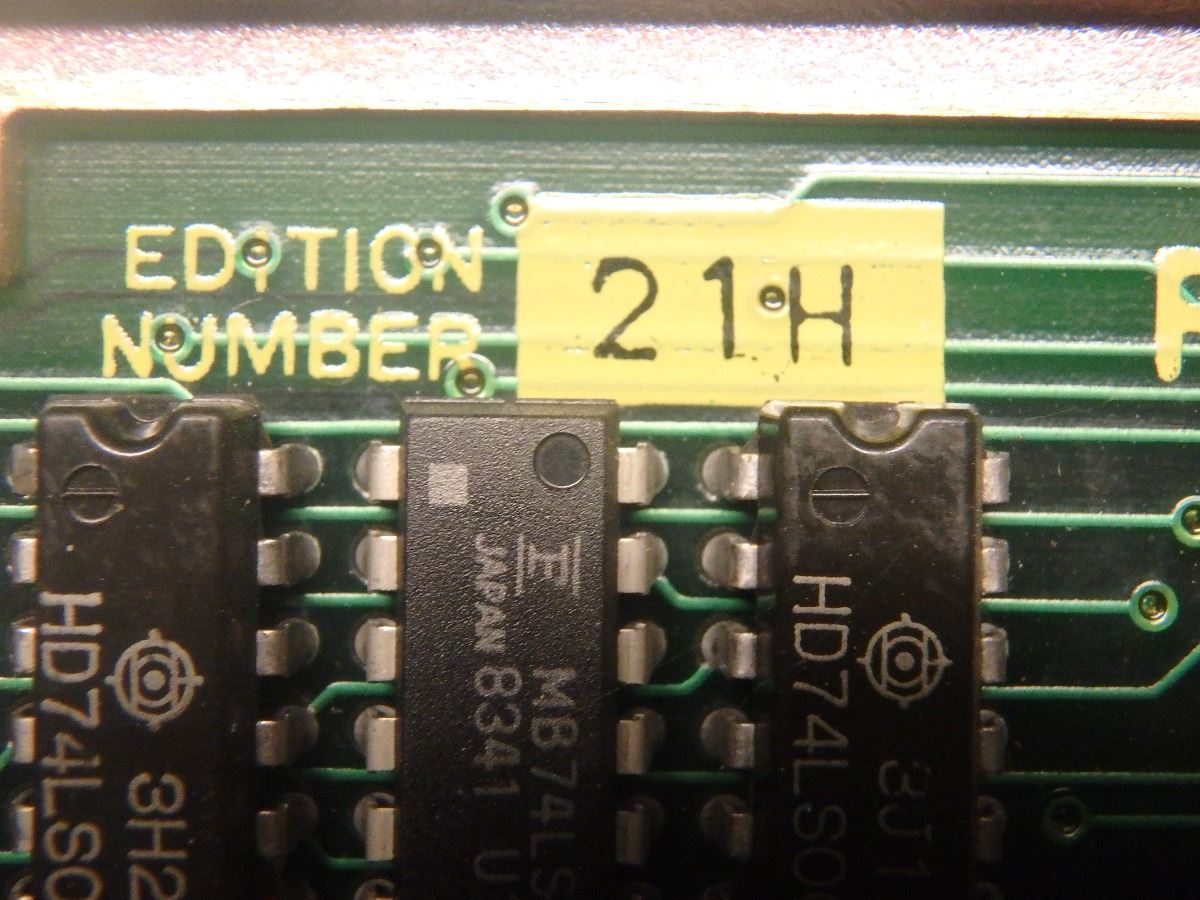 EDITION
NUMBER
21H
HD74LS0
3H2
JAPAN 8341 U
MB74LS
HD74LS0
3J1